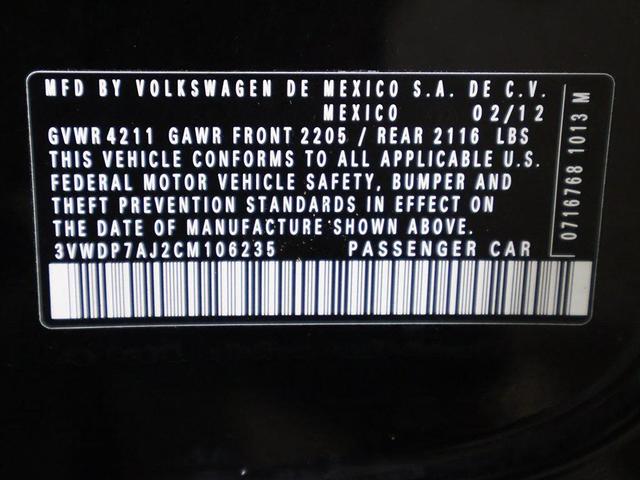 MFD BY VOLKSWAGEN DE MEXICO S.A. DE C.V.
MEXICO 02/12
GVWR 4211 GAWR FRONT 2205 / REAR 2116 LBS
THIS VEHICLE CONFORMS TO ALL APPLICABLE U.S.
FEDERAL MOTOR VEHICLE SAFETY, BUMPER AND
THEFT PREVENTION STANDARDS IN EFFECT ON
THE DATE OF MANUFACTURE SHOWN ABOVE.
3VWDP7AJ2CM106235 PASSENGER CAR
0716768 1013 M